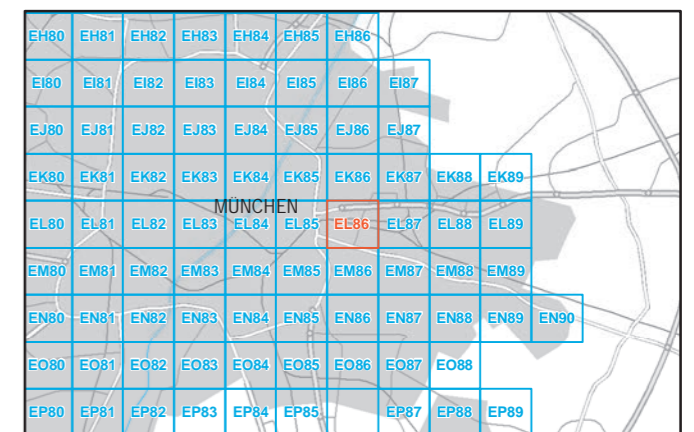 EH80 EH81 EH82 EH83 EH84 EH85 EH86
EI80 EI81 EI82 EI83 EI84 EI85 EI86 EI87
EJ80 EJ81 EJ82 EJ83 EJ84 EJ85 EJ86 EJ87
EK80 EK81 EK82 EK83 EK84 EK85 EK86 EK87 EK88 EK89
MÜNCHEN
EL80 EL81 EL82 EL83 EL84 EL85 EL86 EL87 EL88 EL89
EM80 EM81 EM82 EM83 EM84 EM85 EM86 EM87 EM88 EM89
EN80 EN81 EN82 EN83 EN84 EN85 EN86 EN87 EN88 EN89 EN90
EO80 EO81 EO82 EO83 EO84 EO85 EO86 EO87 EO88
EP80 EP81 EP82 EP83 EP84 EP85 EP87 EP88 EP89